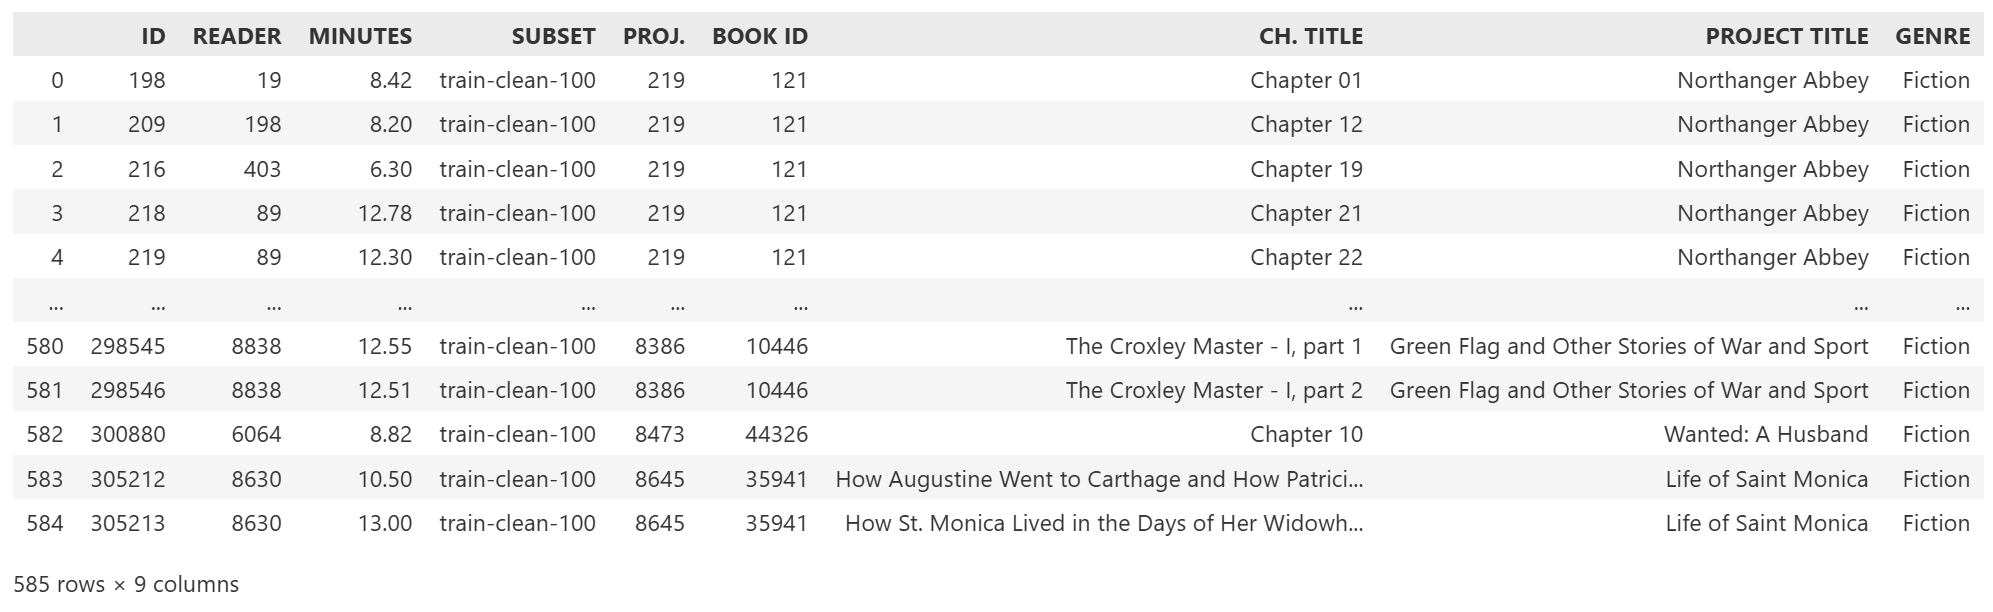 ID READER MINUTES SUBSET PROJ. BOOK ID CH. TITLE PROJECT TITLE GENRE
0 198 19 8.42 train-clean-100 219 121 Chapter 01 Northanger Abbey Fiction
1 209 198 8.20 train-clean-100 219 121 Chapter 12 Northanger Abbey Fiction
2 216 403 6.30 train-clean-100 219 121 Chapter 19 Northanger Abbey Fiction
3 218 89 12.78 train-clean-100 219 121 Chapter 21 Northanger Abbey Fiction
4 219 89 12.30 train-clean-100 219 121 Chapter 22 Northanger Abbey Fiction
... ... ... ... ... ... ... ... ... ...
580 298545 8838 12.55 train-clean-100 8386 10446 The Croxley Master - I, part 1 Green Flag and Other Stories of War and Sport Fiction
581 298546 8838 12.51 train-clean-100 8386 10446 The Croxley Master - I, part 2 Green Flag and Other Stories of War and Sport Fiction
582 300880 6064 8.82 train-clean-100 8473 44326 Chapter 10 Wanted: A Husband Fiction
583 305212 8630 10.50 train-clean-100 8645 35941 How Augustine Went to Carthage and How Patrici... Life of Saint Monica Fiction
584 305213 8630 13.00 train-clean-100 8645 35941 How St. Monica Lived in the Days of Her Widowh... Life of Saint Monica Fiction
585 rows × 9 columns